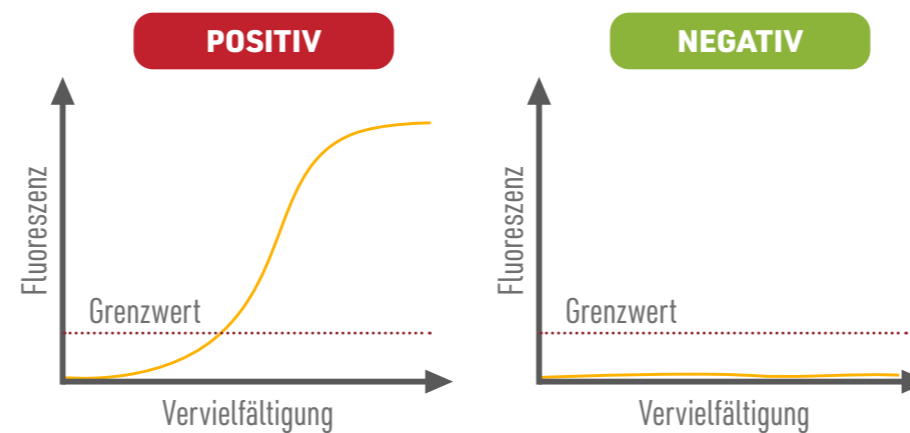 POSITIV
Fluoreszenz
Grenzwert
Vervielfältigung
NEGATIV
Fluoreszenz
Grenzwert
Vervielfältigung